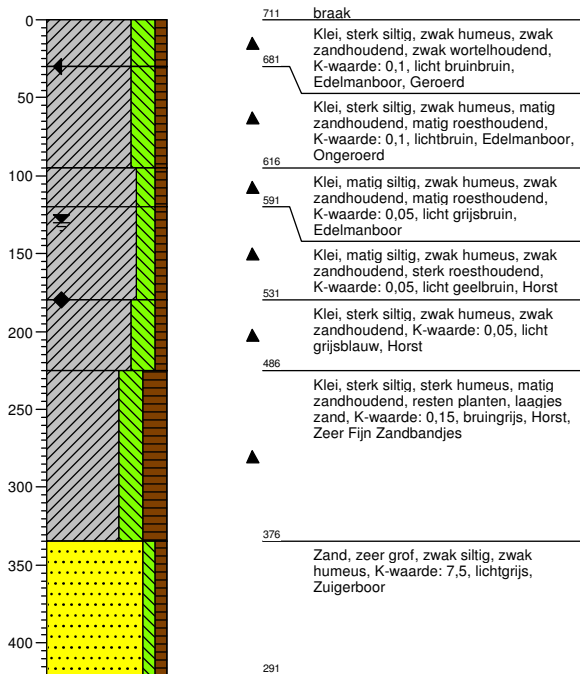 0
50
100
150
200
250
300
350
400
711 braak
Klei, sterk siltig, zwak humeus, zwak
zandhoudend, zwak wortelhoudend,
K-waarde: 0,1, licht bruinbruin,
Edelmanboor, Geroerd
681
Klei, sterk siltig, zwak humeus, matig
zandhoudend, matig roesthoudend,
K-waarde: 0,1, lichtbruin, Edelmanboor,
Ongeroerd
616
Klei, matig siltig, zwak humeus, zwak
zandhoudend, matig roesthoudend,
K-waarde: 0,05, licht grijsbruin,
Edelmanboor
591
Klei, matig siltig, zwak humeus, zwak
zandhoudend, sterk roesthoudend,
K-waarde: 0,05, licht geelbruin, Horst
531
Klei, sterk siltig, zwak humeus, zwak
zandhoudend, K-waarde: 0,05, licht
grijsblauw, Horst
486
Klei, sterk siltig, sterk humeus, matig
zandhoudend, resten planten, laagjes
zand, K-waarde: 0,15, bruingrijs, Horst,
Zeer Fijn Zandbandjes
376
Zand, zeer grof, zwak siltig, zwak
humeus, K-waarde: 7,5, lichtgrijs,
Zuigerboor
291